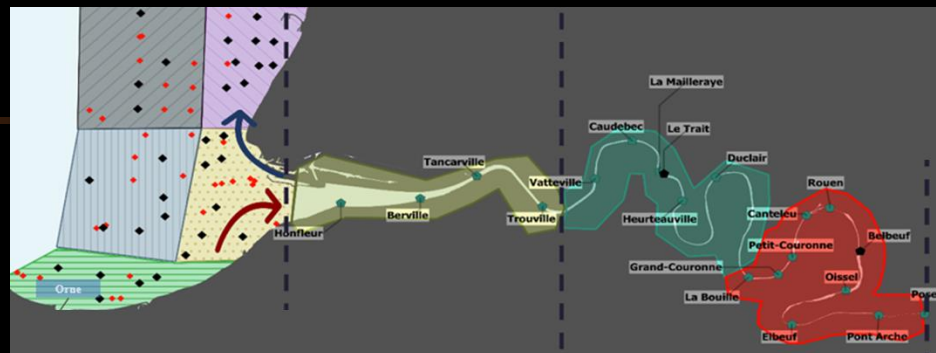 La Mailleraye
Caudebec
Le Trait
Tancarville
Duclair
Vatteville
Rouen
Berville
Trouville
Heurteauville
Canteleu
Honfleur
Petit-Couronne
Belbeuf
Grand-Couronne
Oissel
Orne
La Bouille
Pose
Elbeuf
Pont Arche